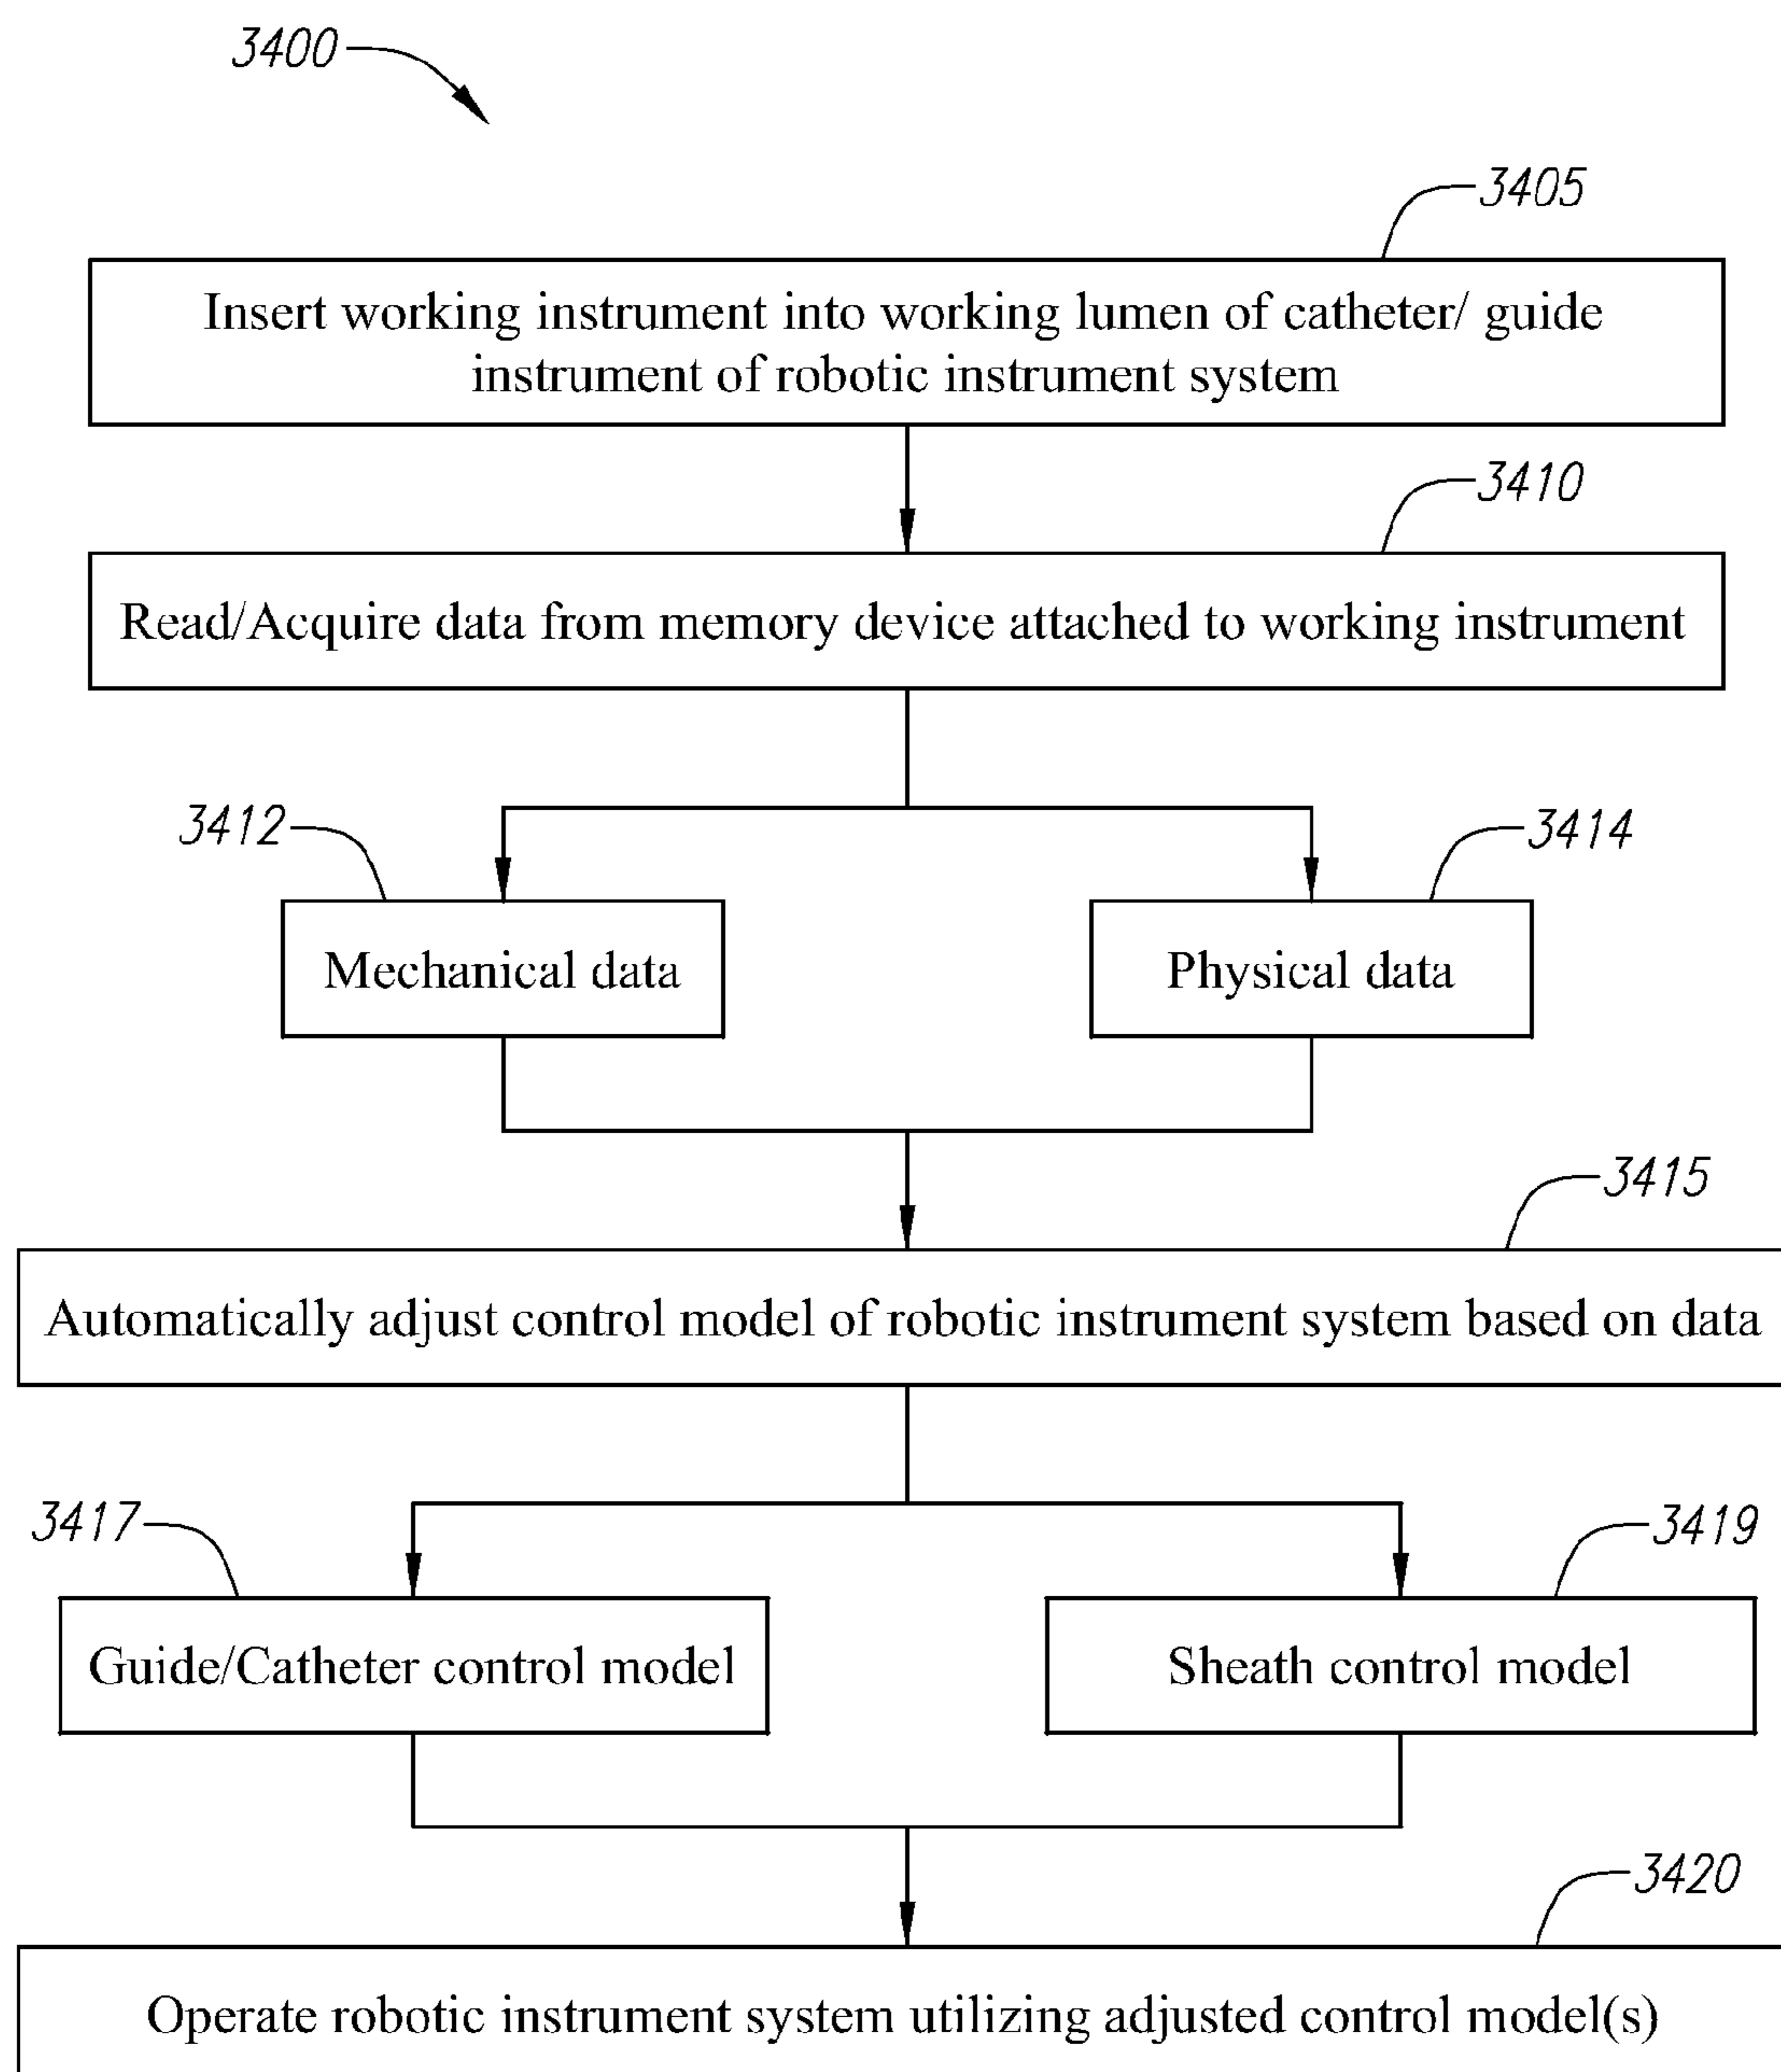 3400
3405
Insert working instrument into working lumen of catheter/ guide
instrument of robotic instrument system
3410
Read/Acquire data from memory device attached to working instrument
3412
3414
Mechanical data
Physical data
3415
Automatically adjust control model of robotic instrument system based on data
3417
3419
Guide/Catheter control model
Sheath control model
3420
Operate robotic instrument system utilizing adjusted control model(s)